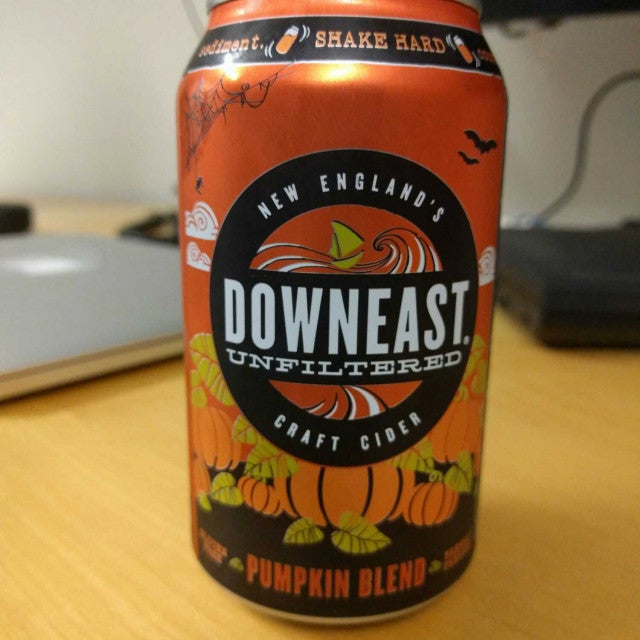 sediment. SHAKE HARD
NEW ENGLAND'S
DOWNEAST.
UNFILTERED
CRAFT CIDER
PUMPKIN BLEND